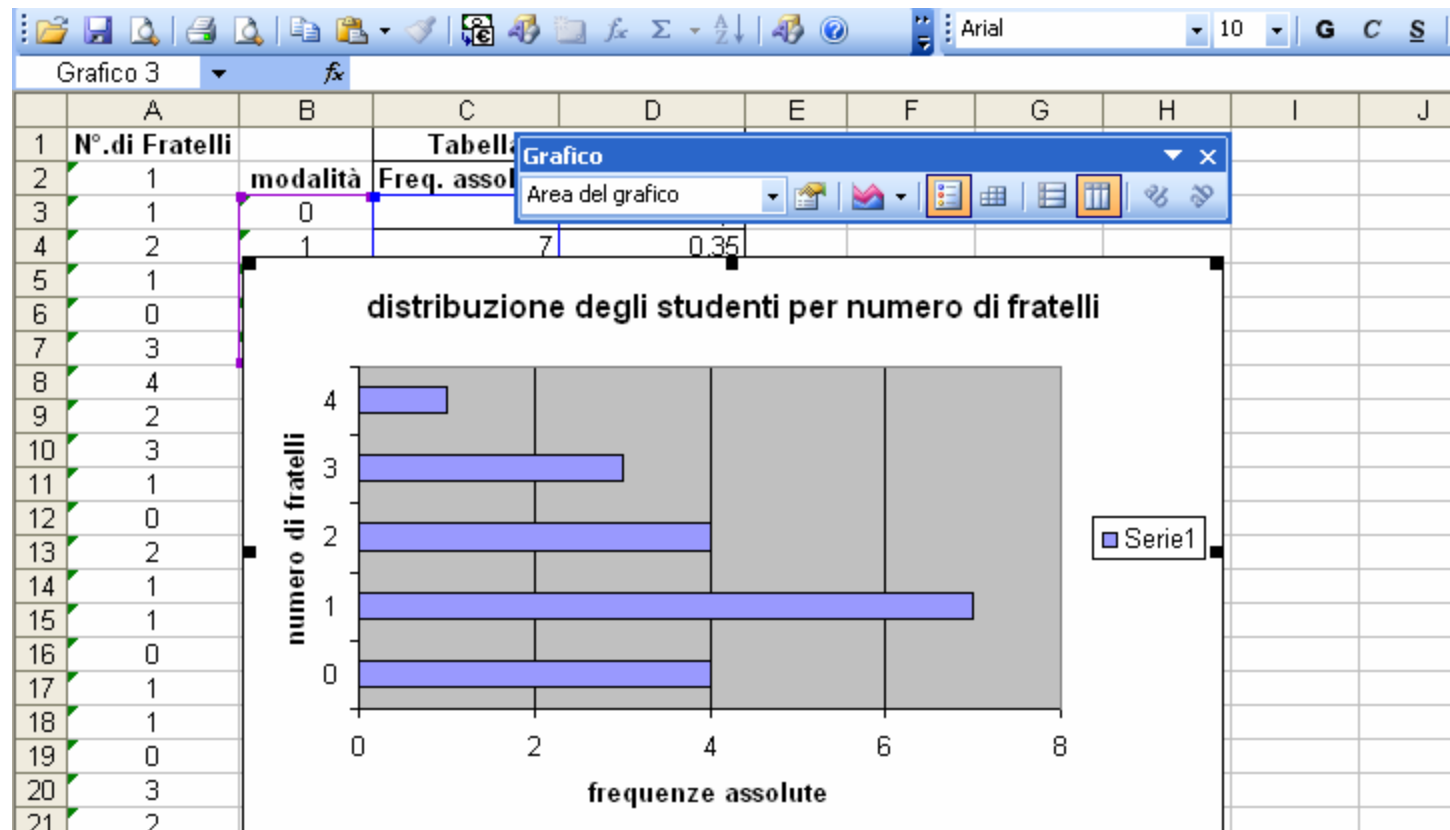 Arial 10 G C S
Grafico 3 fx
A B C D E F G H I J
1 N°.di Fratelli Tabella
Grafico
2 1 modalità Freq. assol
Area del grafico
3 1 0
4 2 1 7 0,35
5 1
distribuzione degli studenti per numero di fratelli
6 0
7 3
8 4
9 2
10 3
11 1
12 0
13 2
14 1
15 1
16 0
17 1
18 1
19 0
20 3
21 2
numero di fratelli
4
3
2
1
0
Serie1
0 2 4 6 8
frequenze assolute